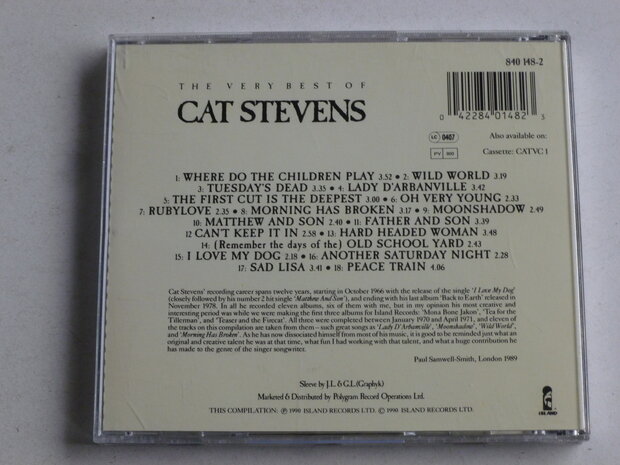 840 148-2
THE VERY BEST OF
CAT STEVENS
0 42284 01482 5
LC 0407
Also available on:
PY 900
Cassette: CATVC 1
1: WHERE DO THE CHILDREN PLAY 3.52 • 2: WILD WORLD 3.19
3: TUESDAY'S DEAD 3.35 • 4: LADY D'ARBANVILLE 3.42
5: THE FIRST CUT IS THE DEEPEST 3.00 • 6: OH VERY YOUNG 2.33
7: RUBYLOVE 2.35 • 8: MORNING HAS BROKEN 3.17 • 9: MOONSHADOW 2.49
10: MATTHEW AND SON 2.40 • 11: FATHER AND SON 3.39
12 CAN'T KEEP IT IN 2.58 • 13: HARD HEADED WOMAN 3.48
14: (Remember the days of the) OLD SCHOOL YARD 2.43
15: I LOVE MY DOG 2.18 • 16: ANOTHER SATURDAY NIGHT 2.28
17: SAD LISA 3.41 • 18: PEACE TRAIN 4.06
Cat Stevens' recording career spans twelve years, starting in October 1966 with the release of the single 'I Love My Dog'
(closely followed by his number 2 hit single 'Matthew And Son'), and ending with his last album 'Back to Earth' released in
November 1978. In all he recorded eleven albums, six of them with me, but in my opinion his most creative and
interesting period was while we were making the first three albums for Island Records: 'Mona Bone Jakon', 'Tea for the
Tillerman', and 'Teaser and the Firecat'. All three were completed between January 1970 and April 1971, and eleven of
the tracks on this compilation are taken from them – such great songs as 'Lady D'Arbanville', 'Moonshadow', 'Wild World',
and 'Morning Has Broken'. Although he has now dissociated himself from most of his music, it is good to be reminded just what an
original and creative talent he was at that time, what fun I had working with that talent, and what a huge contribution he
has made to the genre of the singer songwriter.
Paul Samwell-Smith, London 1989
Sleeve by J.L. & G.L.(Graphyk)
Marketed & Distributed by Polygram Record Operations Ltd.
THIS COMPILATION: ℗ 1990 ISLAND RECORDS LTD. © 1990 ISLAND RECORDS LTD.
ISLAND